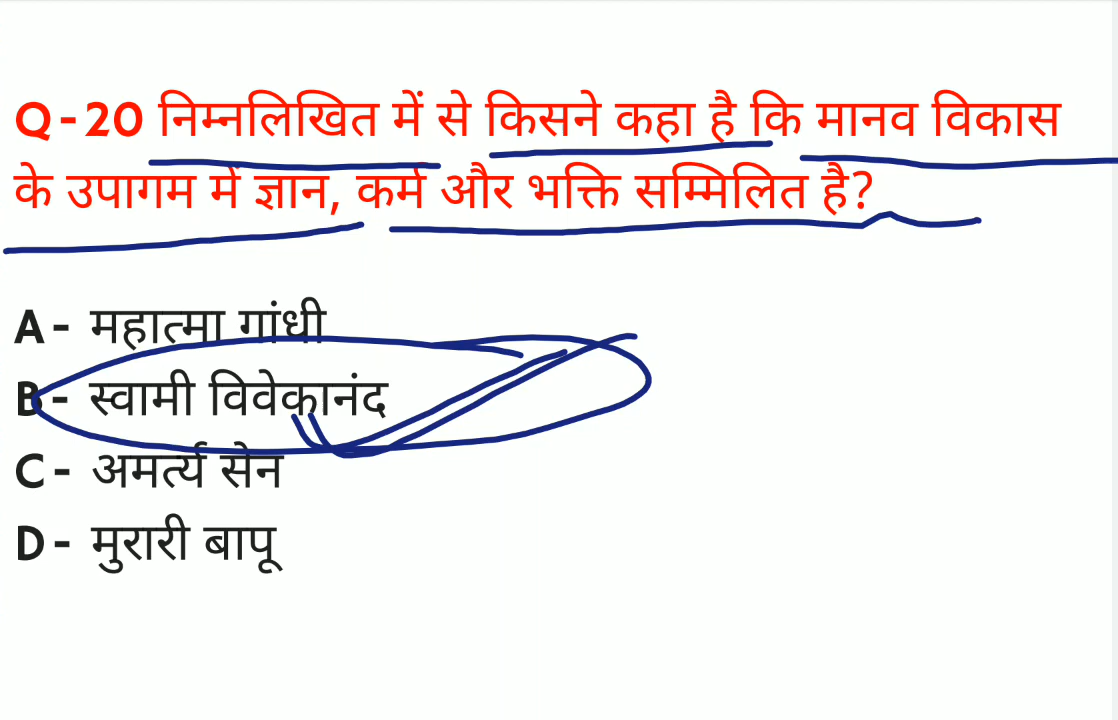 Q-20 निम्नलिखित में से किसने कहा है कि मानव विकास
के उपागम में ज्ञान, कर्म और भक्ति सम्मिलित है?
A- महात्मा गांधी
B- स्वामी विवेकानंद
C- अमर्त्य सेन
D- मुरारी बापू